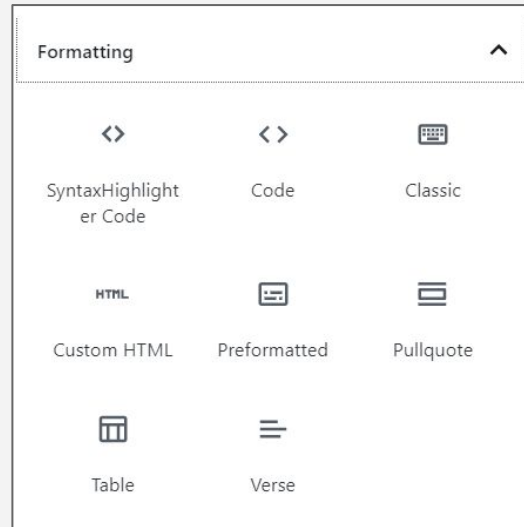 Formatting
SyntaxHighlight
er Code
Code
Classic
HTML
Custom HTML
Preformatted
Pullquote
Table
Verse